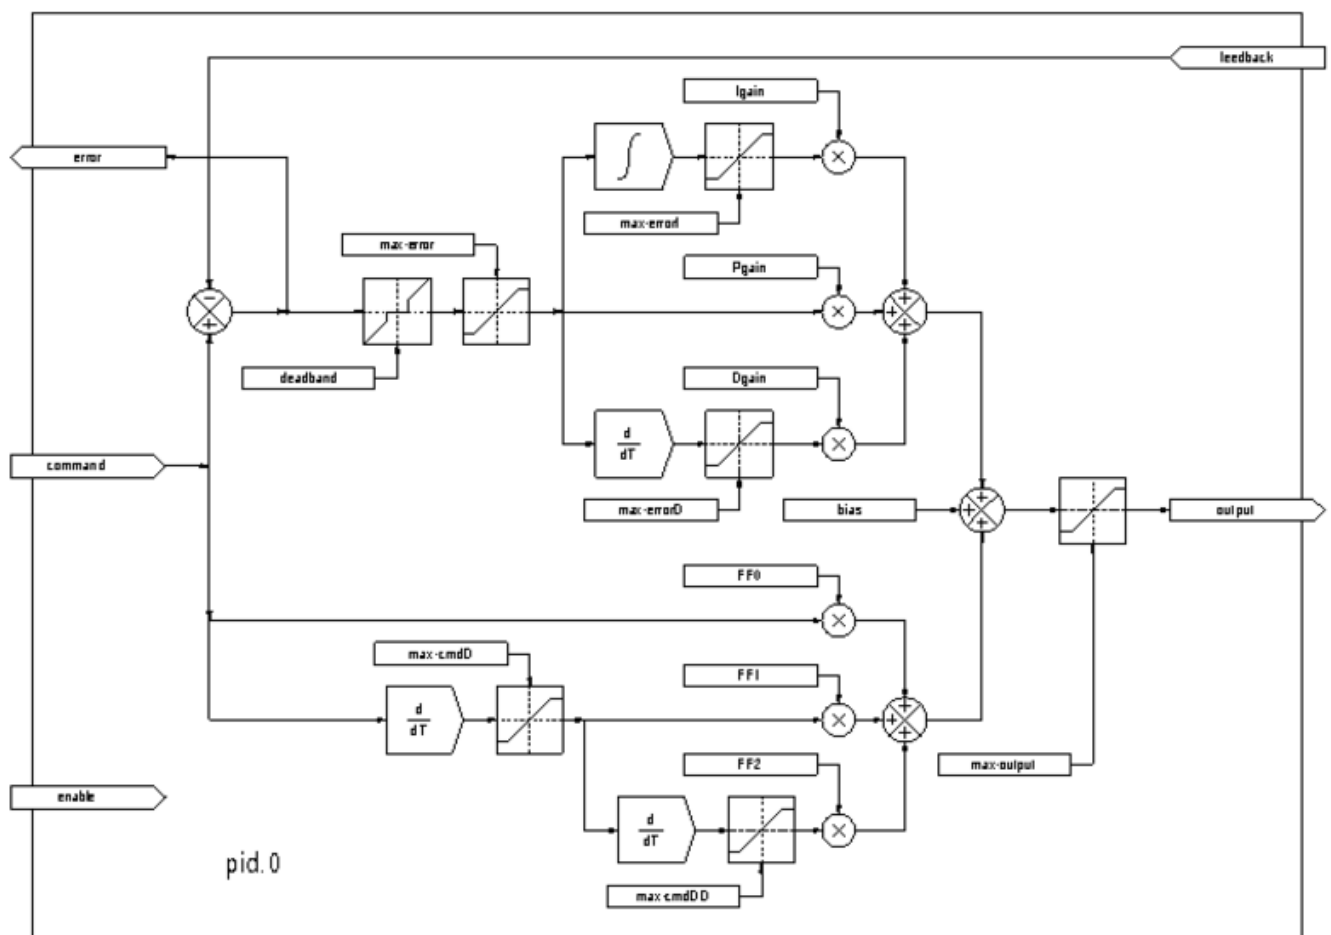 feedback
Igain
error
max-errorI
max-error
Pgain
deadband
Dgain
d
dT
command
max-errorD
bias
output
FF0
max-cmdD
FF1
d
dT
FF2
max-output
enable
d
dT
pid.0
max-cmdDD